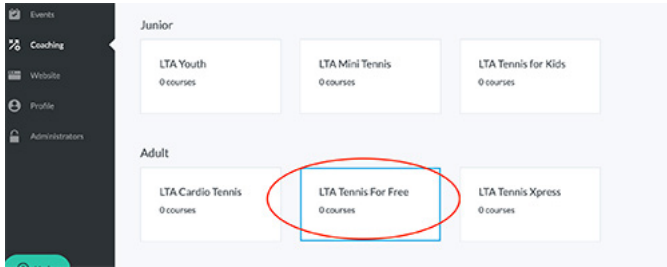 Events
Coaching
Website
Profile
Administrators
Junior
LTA Youth
0 courses
LTA Mini Tennis
0 courses
LTA Tennis for Kids
0 courses
Adult
LTA Cardio Tennis
0 courses
LTA Tennis For Free
0 courses
LTA Tennis Xpress
0 courses